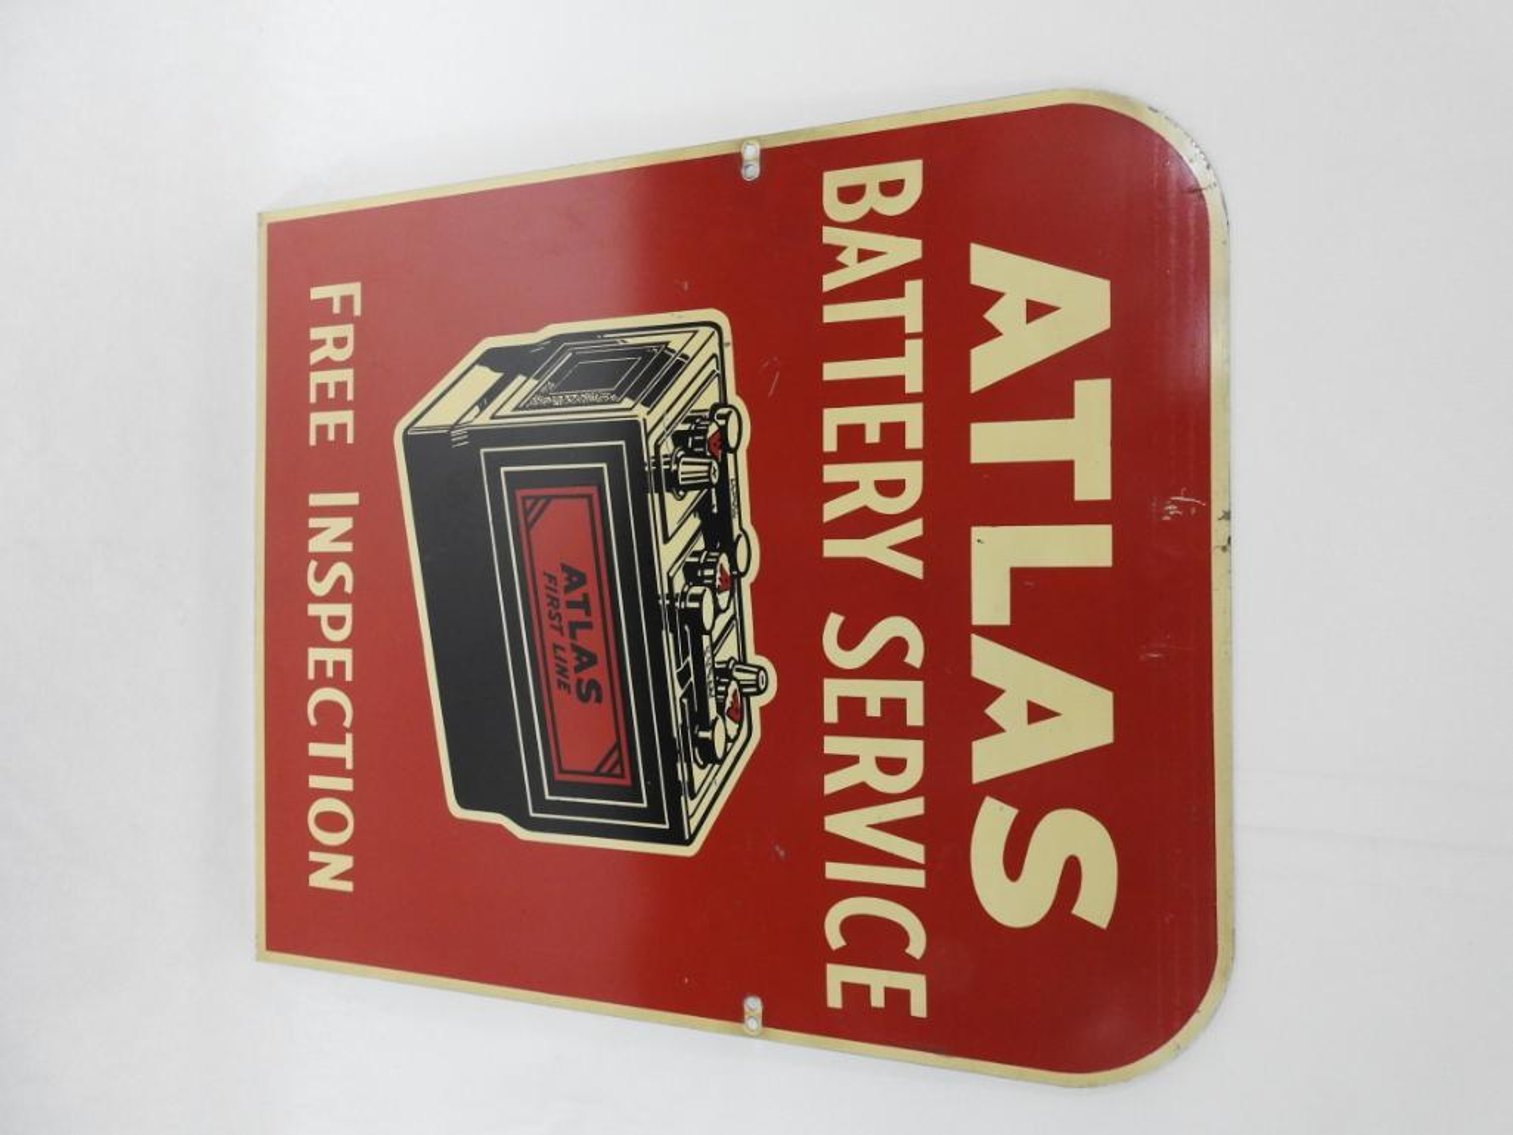 ATLAS
BATTERY SERVICE
ATLAS
FIRST LINE
FREE INSPECTION